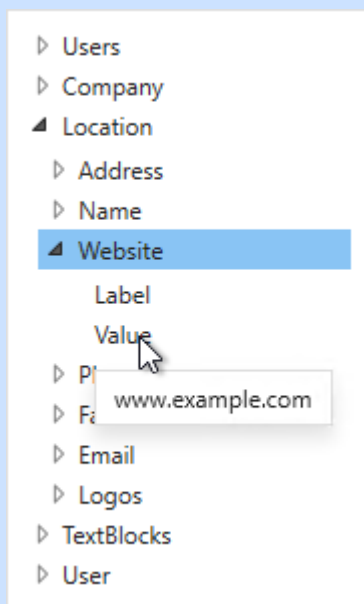 Users
Company
Location
Address
Name
Website
Label
Value
www.example.com
Email
Logos
TextBlocks
User